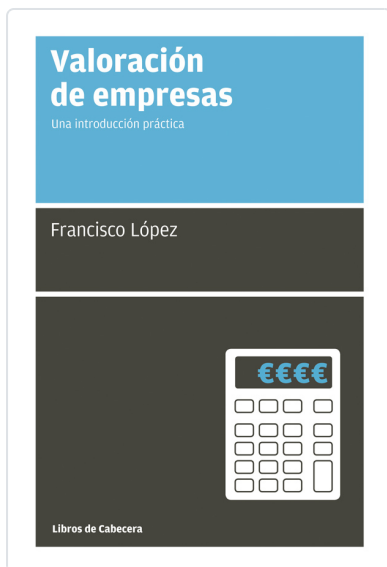 Valoración
de empresas
Una introducción práctica
Francisco López
€€€€
Libros de Cabecera